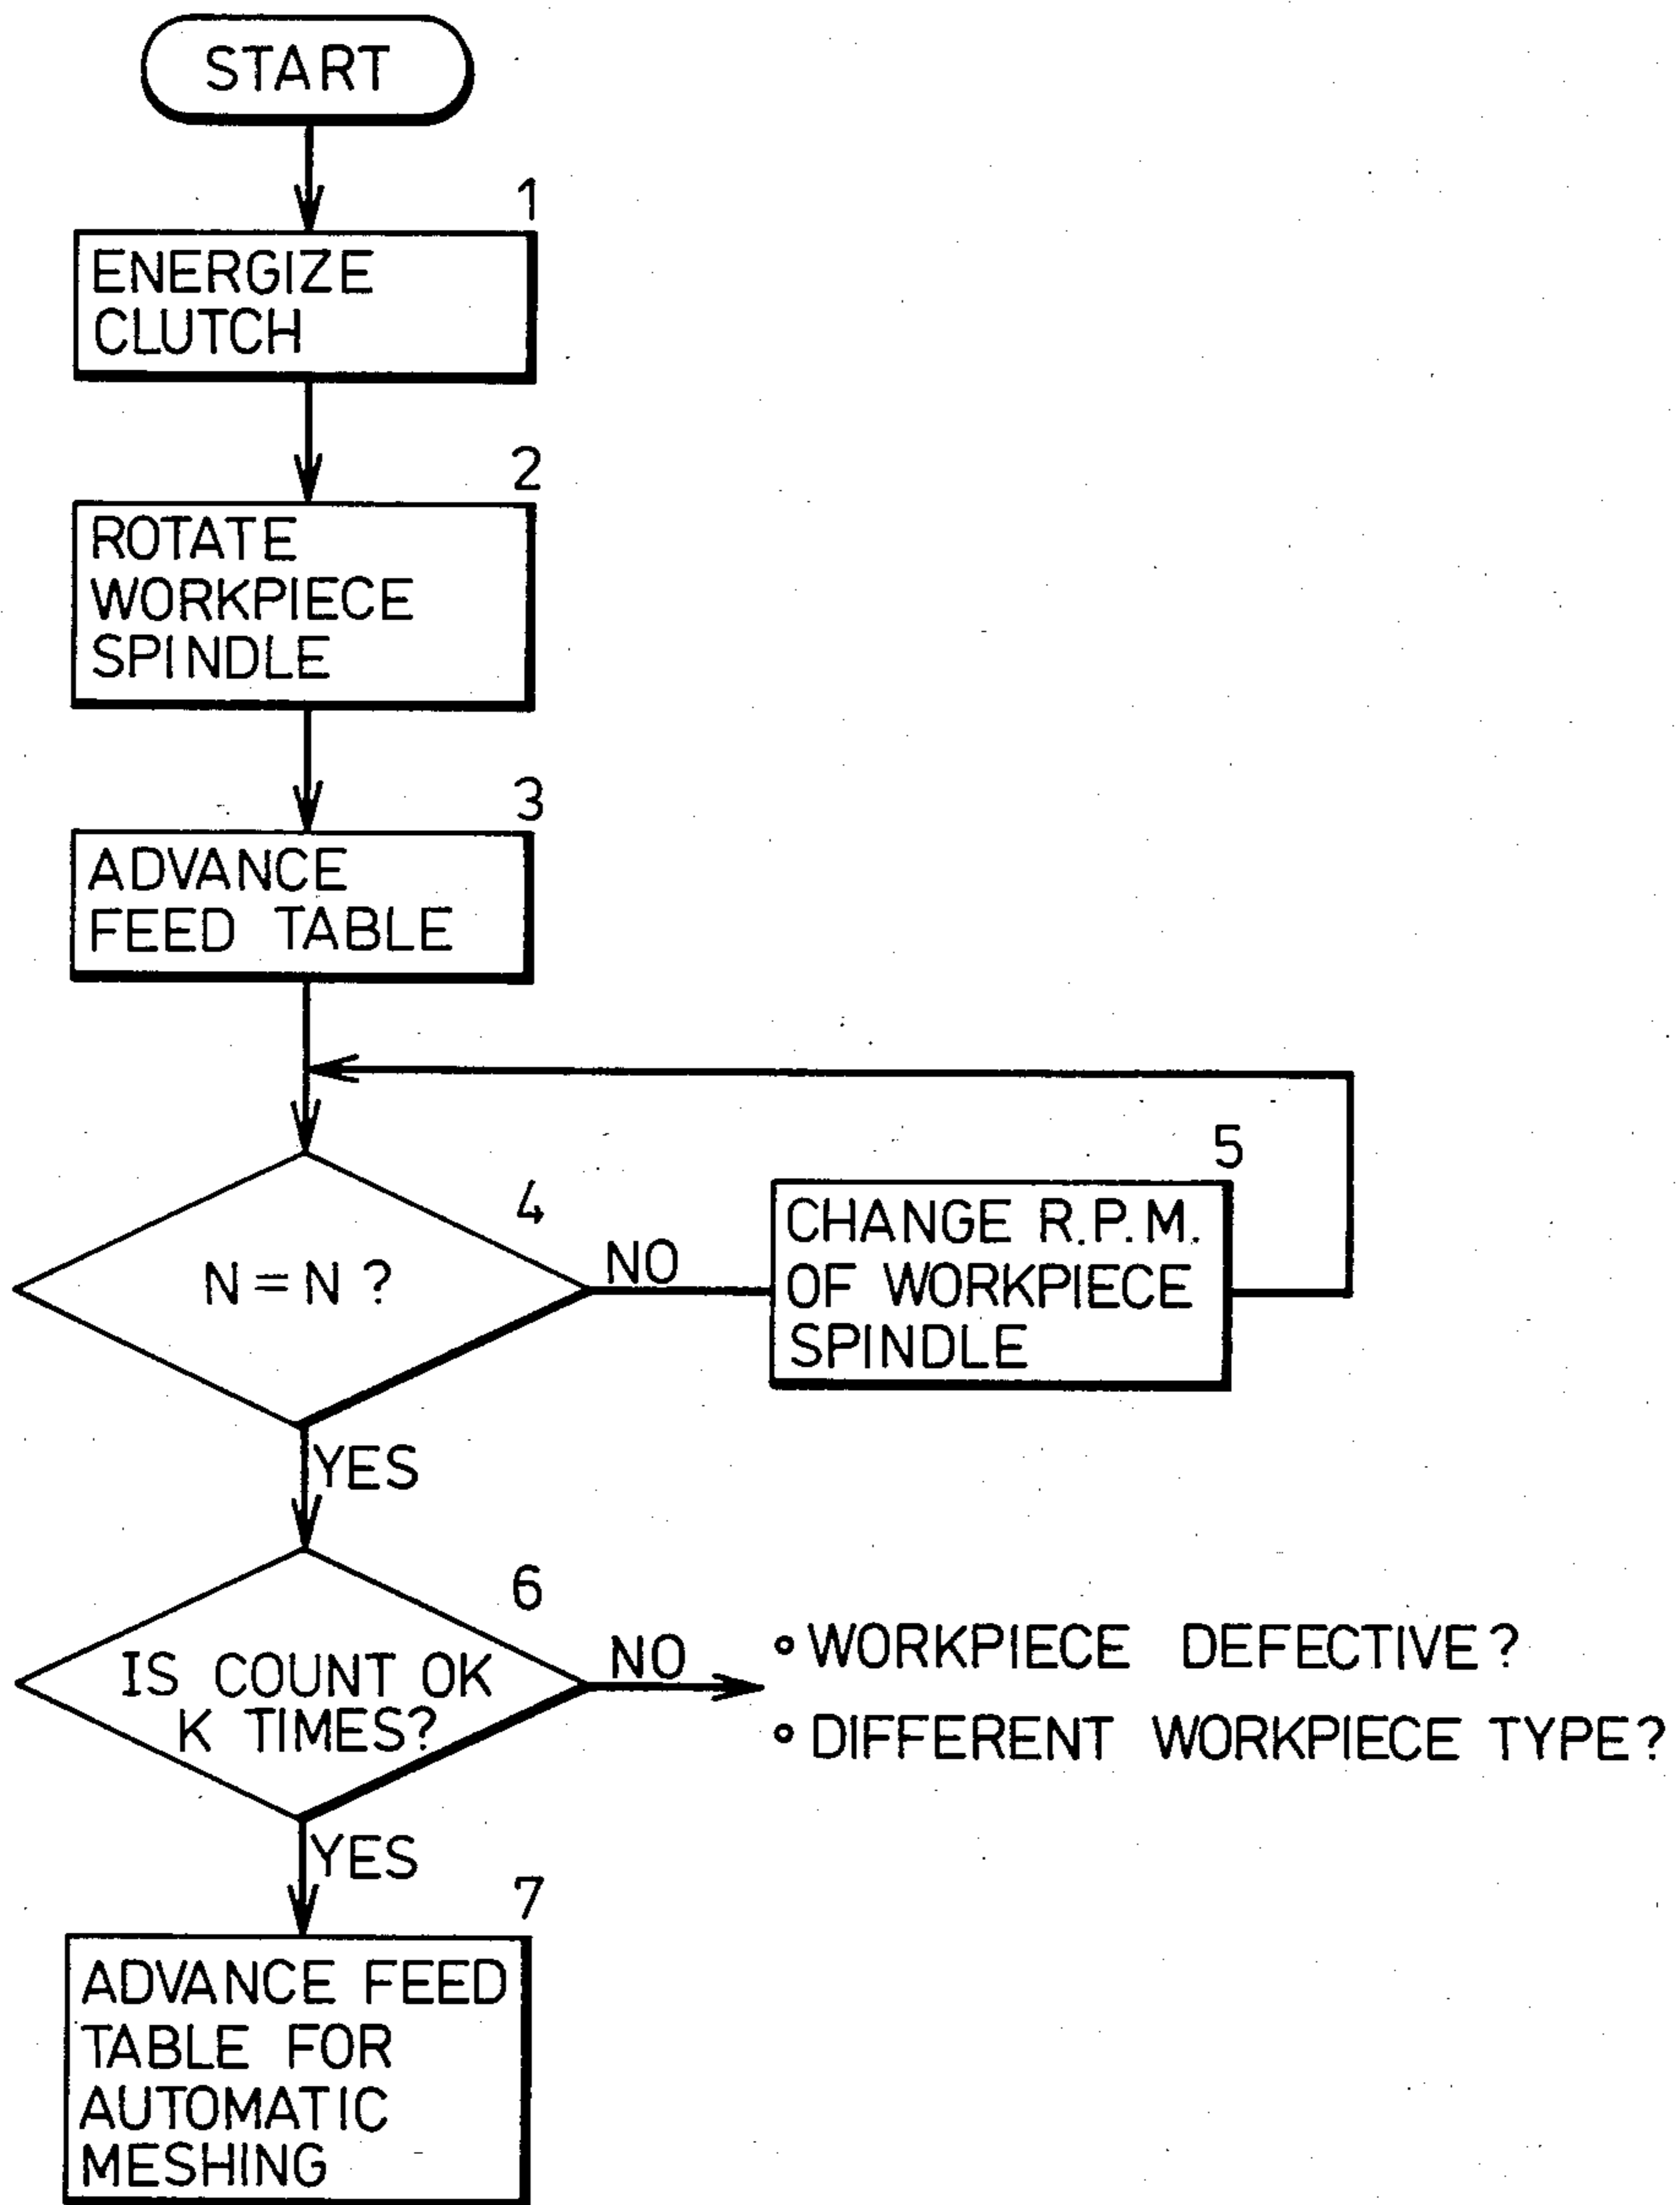 START
1
ENERGIZE
CLUTCH
2
ROTATE
WORKPIECE
SPINDLE
3
ADVANCE
FEED TABLE
4
N = N ?
NO
5
CHANGE R.P.M.
OF WORKPIECE
SPINDLE
YES
6
IS COUNT OK
K TIMES?
NO
• WORKPIECE DEFECTIVE?
• DIFFERENT WORKPIECE TYPE?
YES
7
ADVANCE FEED
TABLE FOR
AUTOMATIC
MESHING